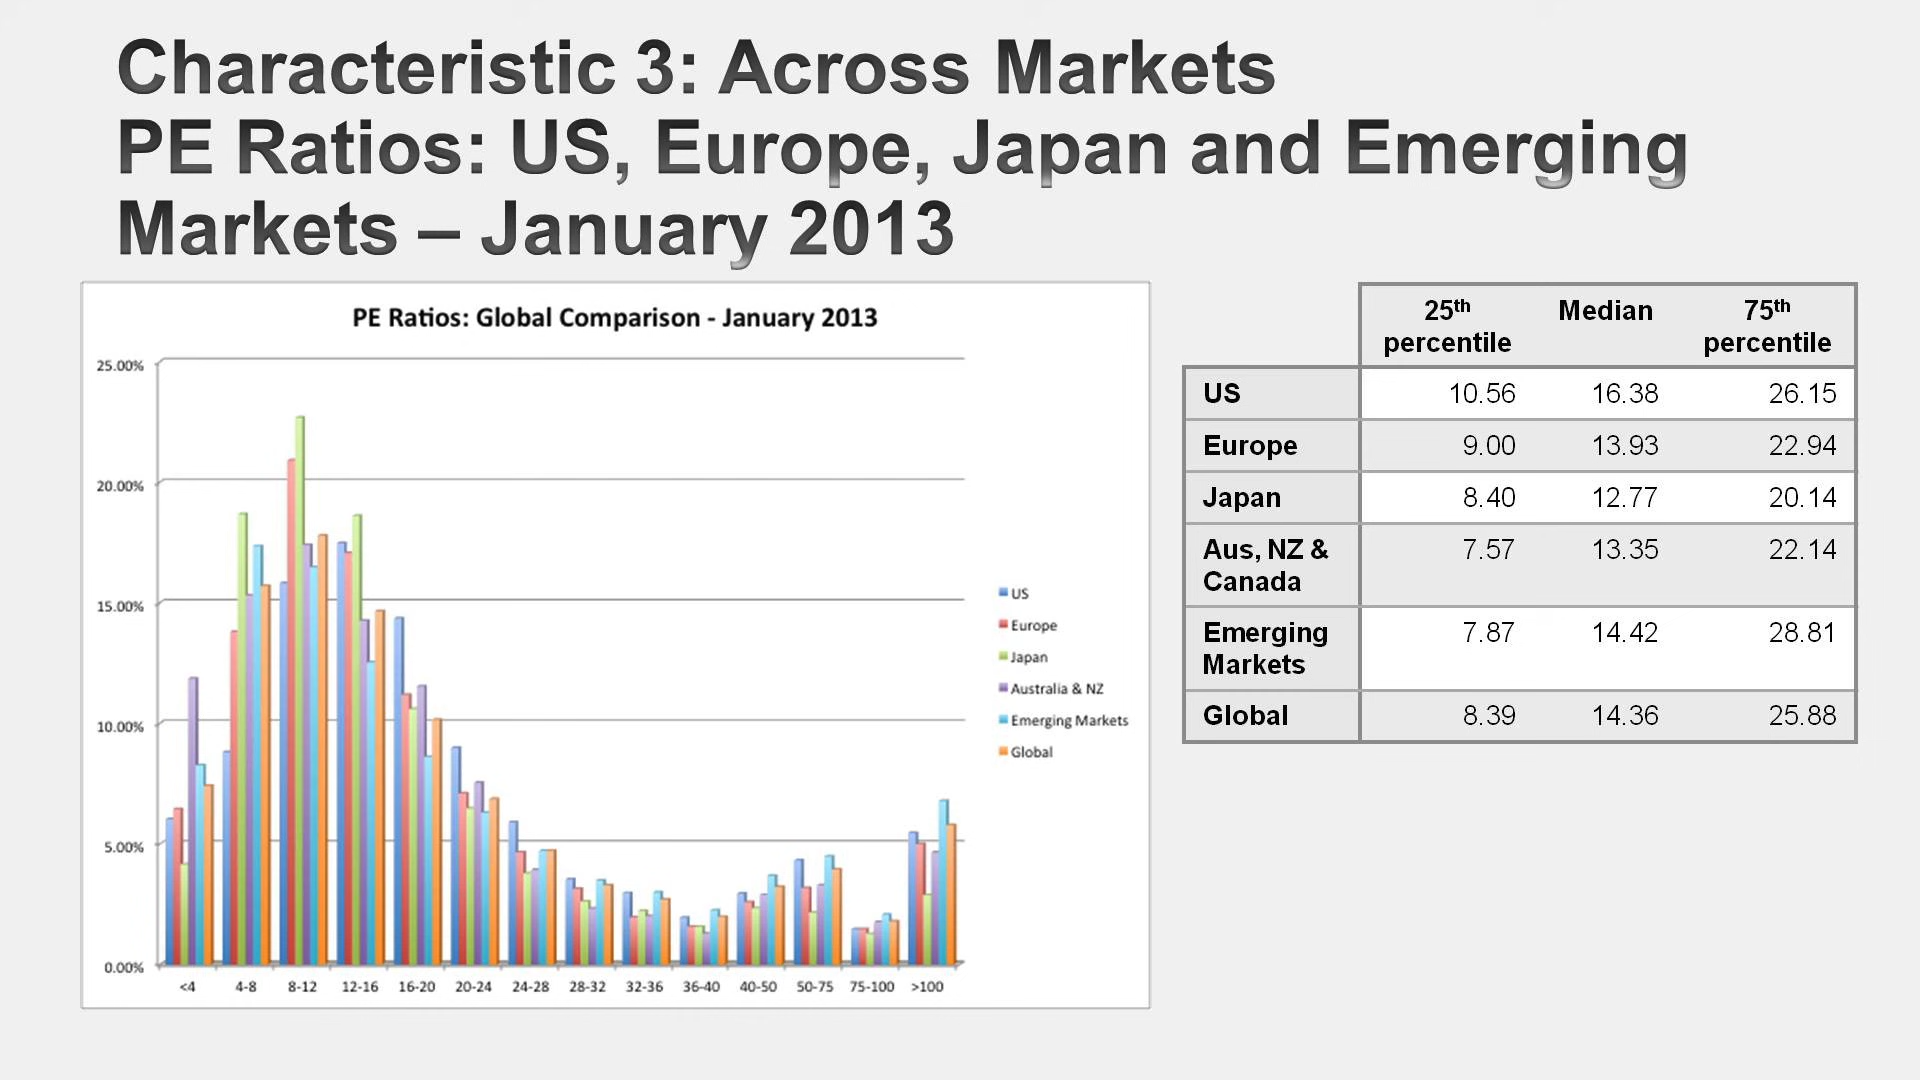 Characteristic 3: Across Markets
PE Ratios: US, Europe, Japan and Emerging
Markets – January 2013
PE Ratios: Global Comparison - January 2013
25.00%
20.00%
15.00%
10.00%
5.00%
0.00%
<4 4-8 8-12 12-16 16-20 20-24 24-28 28-32 32-36 36-40 40-50 50-75 75-100 >100
US
Europe
Japan
Australia & NZ
Emerging Markets
Global
25th Median 75th
percentile percentile
US 10.56 16.38 26.15
Europe 9.00 13.93 22.94
Japan 8.40 12.77 20.14
Aus, NZ & 7.57 13.35 22.14
Canada
Emerging 7.87 14.42 28.81
Markets
Global 8.39 14.36 25.88